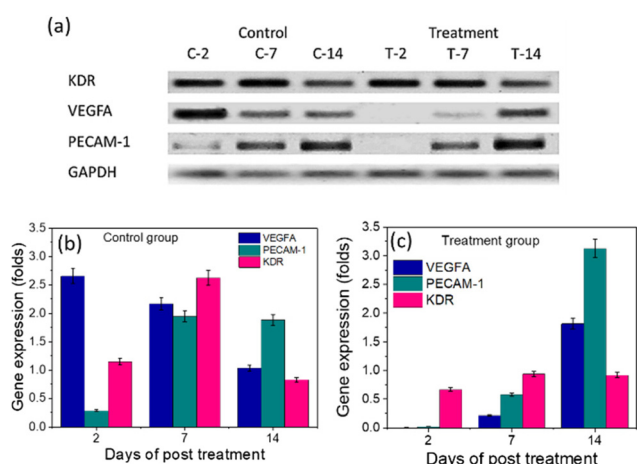 (a)
Control Treatment
C-2 C-7 C-14 T-2 T-7 T-14
KDR
VEGFA
PECAM-1
GAPDH
(b)
Control group
VEGFA
PECAM-1
KDR
Gene expression (folds)
3.5
3.0
2.5
2.0
1.5
1.0
0.5
0.0
2 7 14
Days of post treatment
(c)
Treatment group
VEGFA
PECAM-1
KDR
Gene expression (folds)
3.5
3.0
2.5
2.0
1.5
1.0
0.5
0.0
2 7 14
Days of post treatment